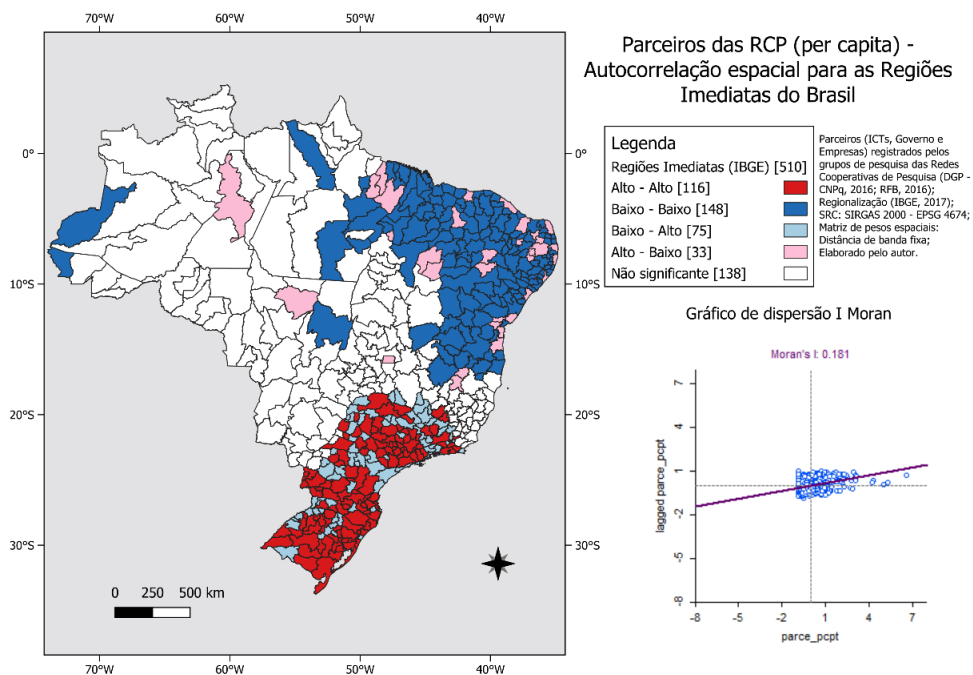 70°W
60°W
50°W
40°W
0°
10°S
20°S
30°S
0°
10°S
20°S
30°S
0 250 500 km
70°W
60°W
50°W
40°W
Parceiros das RCP (per capita) -
Autocorrelação espacial para as Regiões
Imediatas do Brasil
Legenda
Regiões Imediatas (IBGE) [510]
Alto - Alto [116]
Baixo - Baixo [148]
Baixo - Alto [75]
Alto - Baixo [33]
Não significante [138]
Parceiros (ICTs, Governo e
Empresas) registrados pelos
grupos de pesquisa das Redes
Cooperativas de Pesquisa (DGP -
CNPq, 2016; RFB, 2016);
Regionalização (IBGE, 2017);
SRC: SIRGAS 2000 - EPSG 4674;
Matriz de pesos espaciais:
Distância de banda fixa;
Elaborado pelo autor.
Gráfico de dispersão I Moran
Moran's I: 0.181
lagged parce_pcpt
7
4
1
-2
-5
-8
-8 -5 -2 1 4 7
parce_pcpt